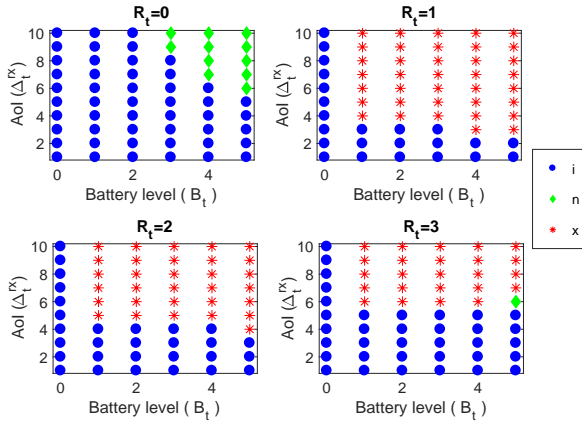 R_t=0
10
8
6
4
2
AoI (Δ_t^rx)
0 2 4
Battery level ( B_t )
R_t=1
10
8
6
4
2
AoI (Δ_t^rx)
0 2 4
Battery level ( B_t )
i
n
x
R_t=2
10
8
6
4
2
AoI (Δ_t^rx)
0 2 4
Battery level ( B_t )
R_t=3
10
8
6
4
2
AoI (Δ_t^rx)
0 2 4
Battery level ( B_t )